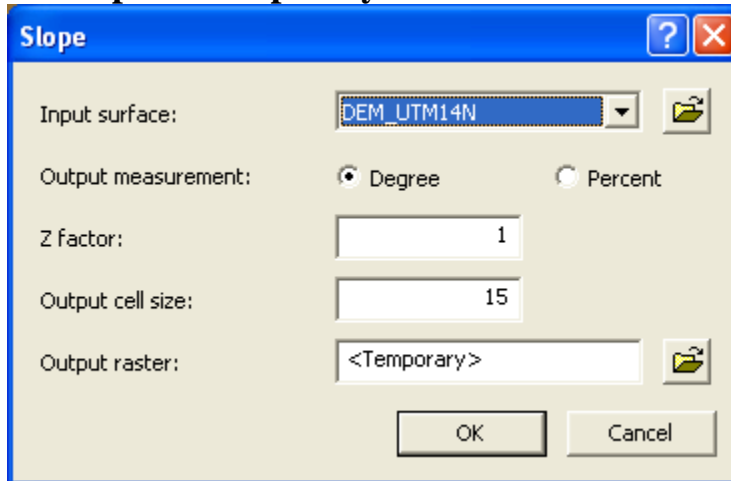 Slope
Input surface: DEM_UTM14N
Output measurement: Degree Percent
Z factor: 1
Output cell size: 15
Output raster: <Temporary>
OK Cancel